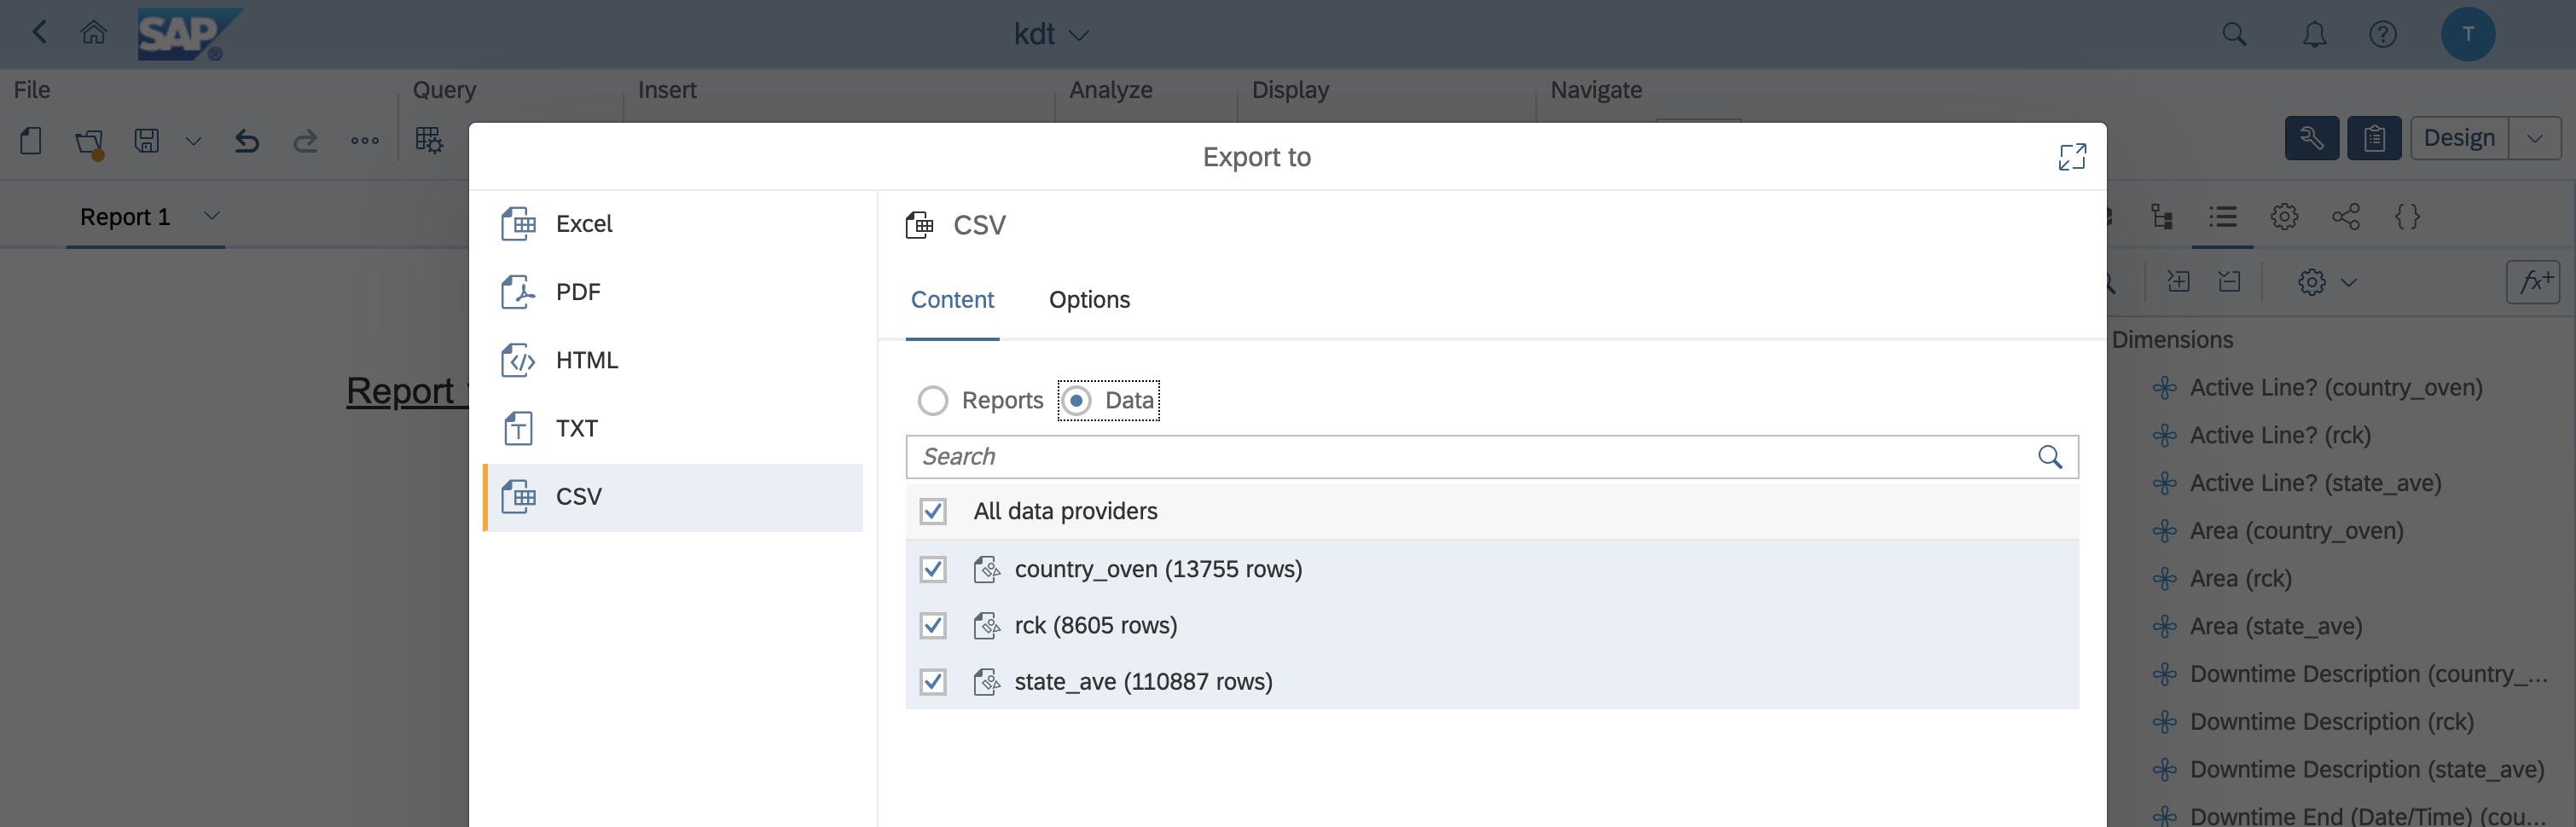 SAP
kdt
T
File
Query
Insert
Analyze
Display
Navigate
Design
Report 1
Report
Export to
Excel
PDF
HTML
TXT
CSV
CSV
Content
Options
Reports
Data
Search
All data providers
country_oven (13755 rows)
rck (8605 rows)
state_ave (110887 rows)
fx+
Dimensions
Active Line? (country_oven)
Active Line? (rck)
Active Line? (state_ave)
Area (country_oven)
Area (rck)
Area (state_ave)
Downtime Description (country_...
Downtime Description (rck)
Downtime Description (state_ave)
Downtime End (Date/Time) (cou...